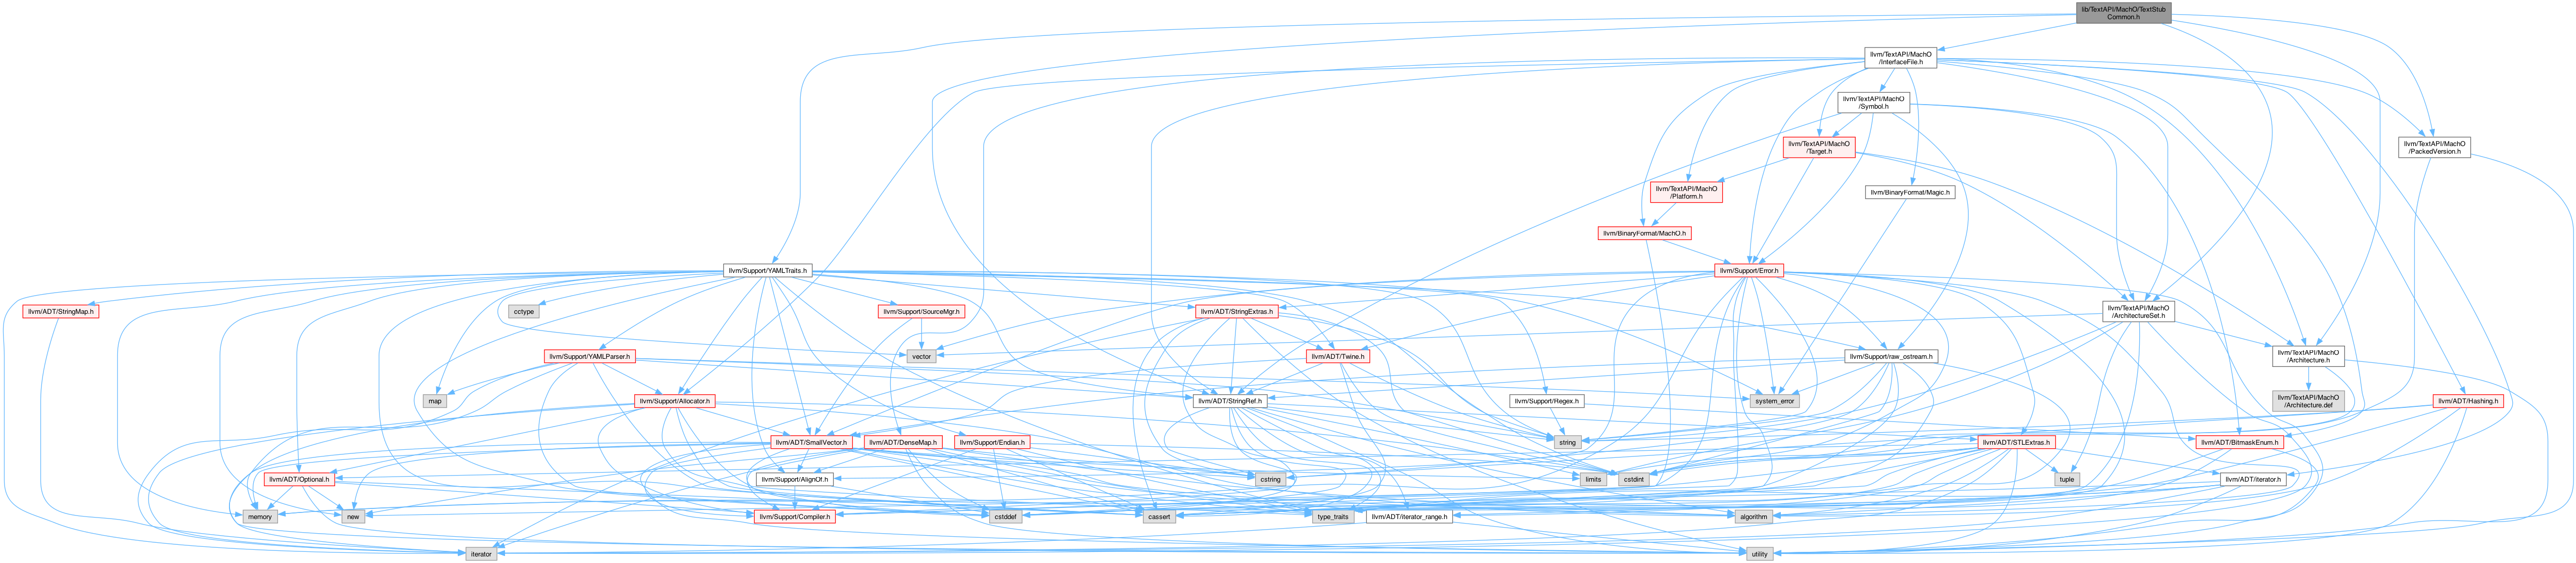 lib/TextAPI/MachO/TextStub
Common.h
llvm/TextAPI/MachO
/InterfaceFile.h
llvm/TextAPI/MachO
/Symbol.h
llvm/TextAPI/MachO
/Target.h
llvm/TextAPI/MachO
/PackedVersion.h
llvm/TextAPI/MachO
/Platform.h
llvm/BinaryFormat/Magic.h
llvm/BinaryFormat/MachO.h
llvm/Support/YAMLTraits.h
llvm/Support/Error.h
llvm/ADT/StringMap.h
cctype
llvm/Support/SourceMgr.h
llvm/ADT/StringExtras.h
llvm/TextAPI/MachO
/ArchitectureSet.h
llvm/Support/YAMLParser.h
vector
llvm/ADT/Twine.h
llvm/Support/raw_ostream.h
llvm/TextAPI/MachO
/Architecture.h
map
llvm/Support/Allocator.h
llvm/ADT/StringRef.h
llvm/Support/Regex.h
system_error
llvm/TextAPI/MachO
/Architecture.def
llvm/ADT/Hashing.h
llvm/ADT/SmallVector.h
llvm/ADT/DenseMap.h
llvm/Support/Endian.h
string
llvm/ADT/STLExtras.h
llvm/ADT/BitmaskEnum.h
llvm/ADT/Optional.h
llvm/Support/AlignOf.h
cstring
limits
cstdint
tuple
llvm/ADT/iterator.h
memory
new
llvm/Support/Compiler.h
cstddef
cassert
type_traits
llvm/ADT/iterator_range.h
algorithm
iterator
utility